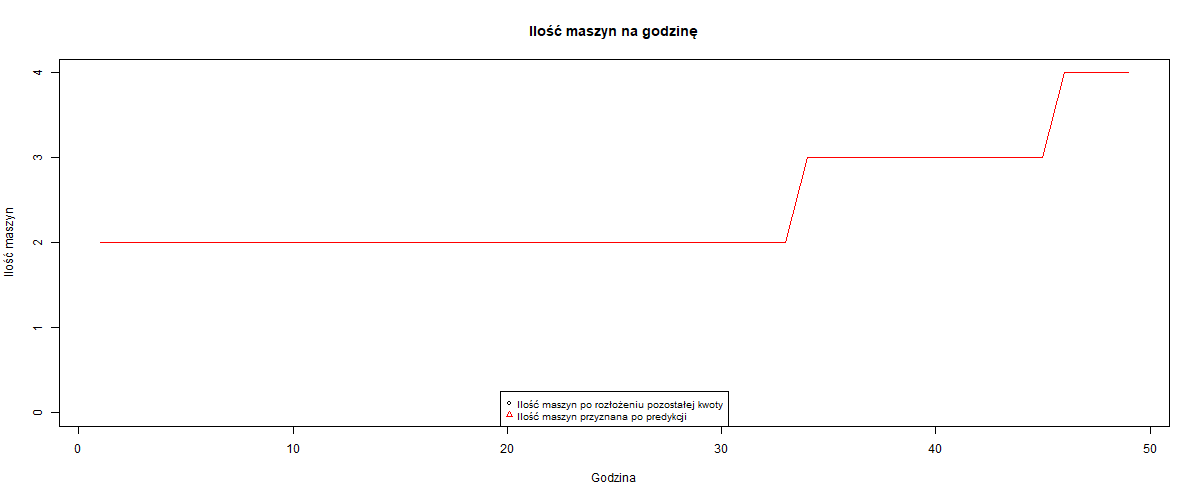 Ilość maszyn na godzinę
Ilość maszyn
4
3
2
1
0
Ilość maszyn po rozłożeniu pozostałej kwoty
Ilość maszyn przyznana po predykcji
0 10 20 30 40 50
Godzina